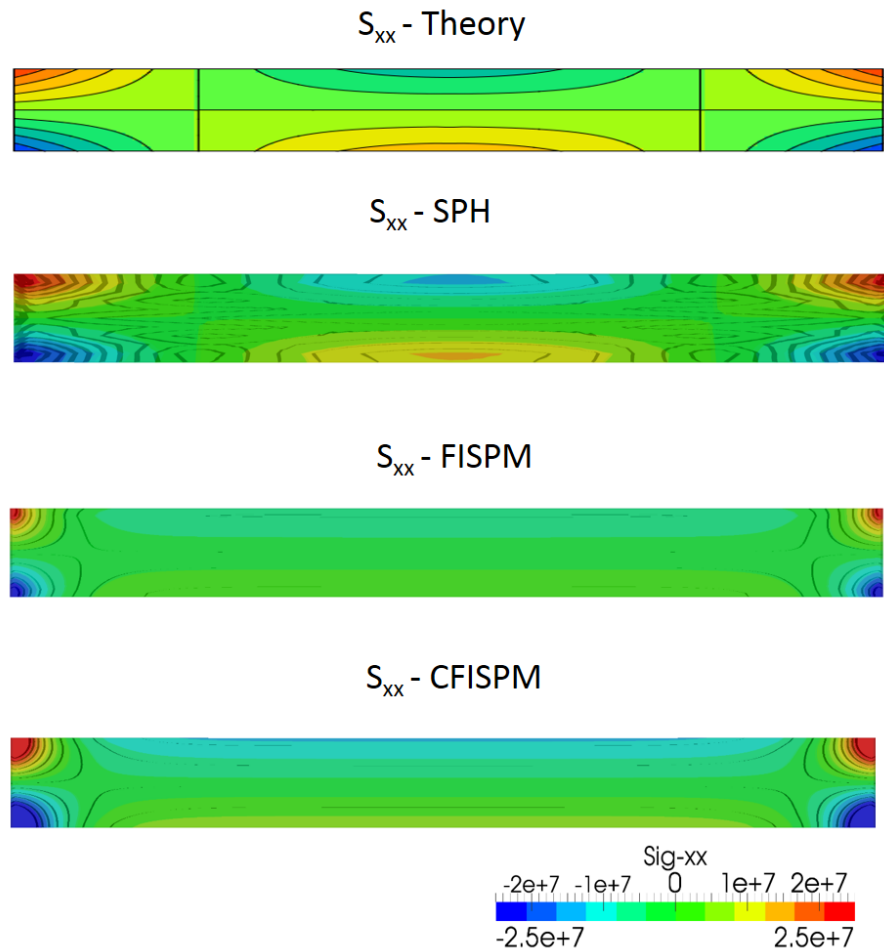 Sxx - Theory
Sxx - SPH
Sxx - FISPM
Sxx - CFISPM
Sig-xx
-2e+7 -1e+7 0 1e+7 2e+7
-2.5e+7 2.5e+7